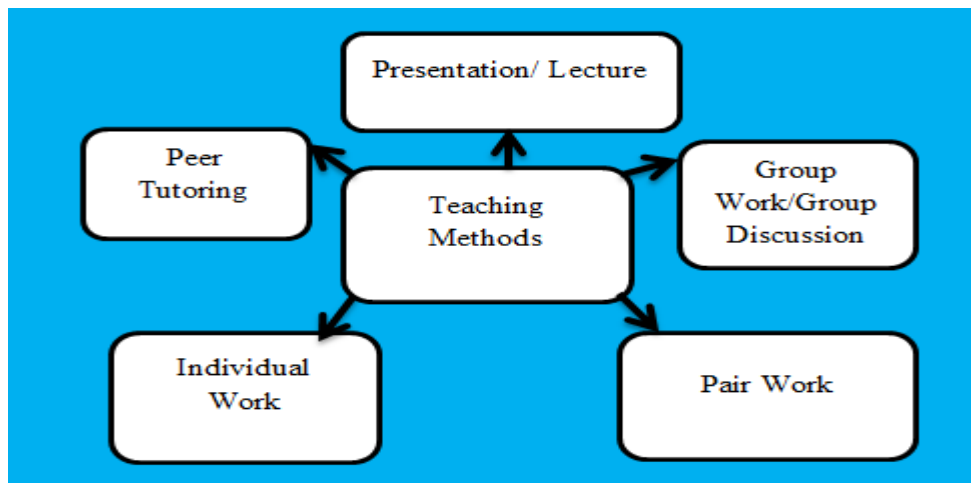 Presentation/ Lecture
Peer
Tutoring
Teaching
Methods
Group
Work/Group
Discussion
Individual
Work
Pair Work